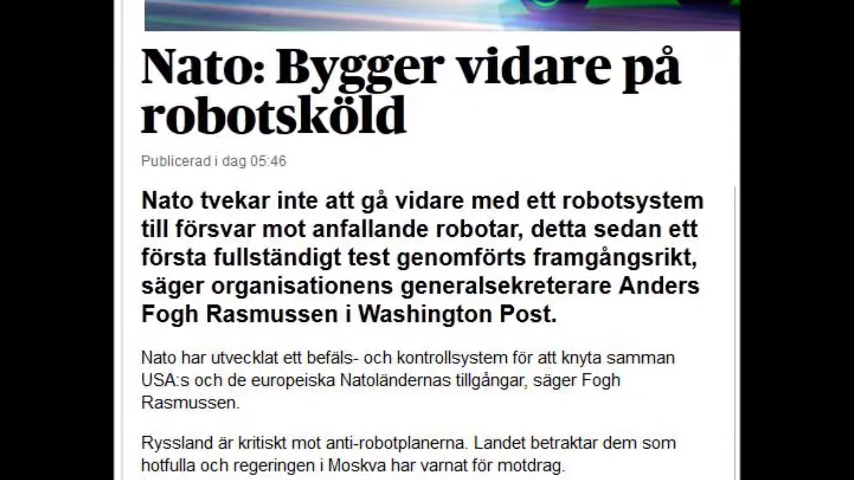 Nato: Bygger vidare på
robotsköld
Publicerad i dag 05:46
Nato tvekar inte att gå vidare med ett robotsystem
till försvar mot anfallande robotar, detta sedan ett
första fullständigt test genomförts framgångsrikt,
säger organisationens generalsekreterare Anders
Fogh Rasmussen i Washington Post.
Nato har utvecklat ett befäls- och kontrollsystem för att knyta samman
USA:s och de europeiska Natoländernas tillgångar, säger Fogh
Rasmussen.
Ryssland är kritiskt mot anti-robotplanerna. Landet betraktar dem som
hotfulla och regeringen i Moskva har varnat för motdrag.